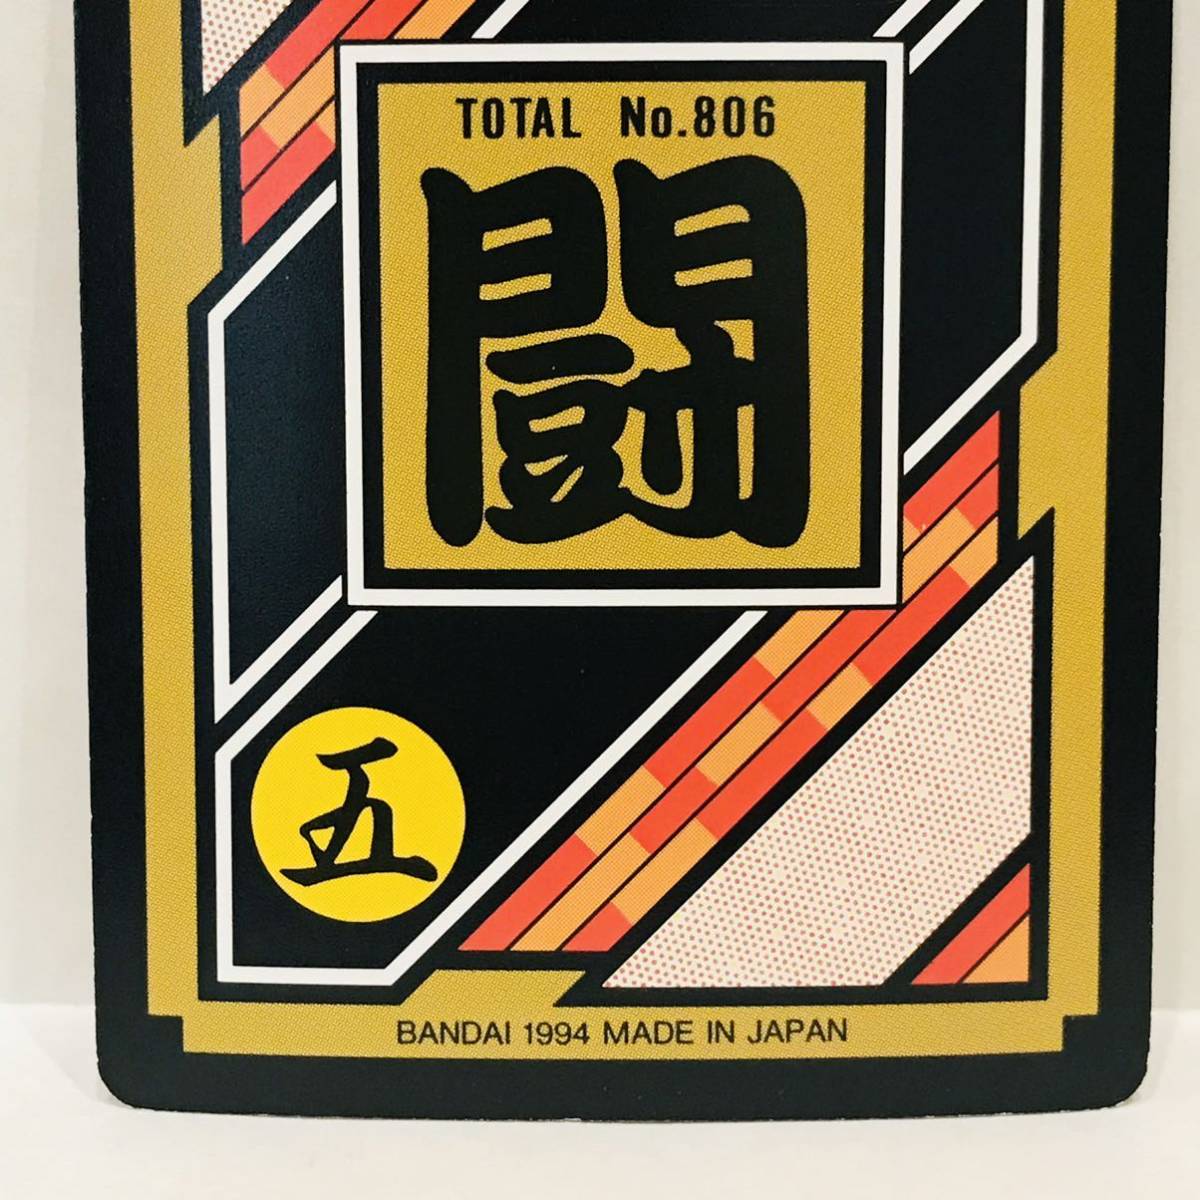 TOTAL No.806
闘
五
BANDAI 1994 MADE IN JAPAN